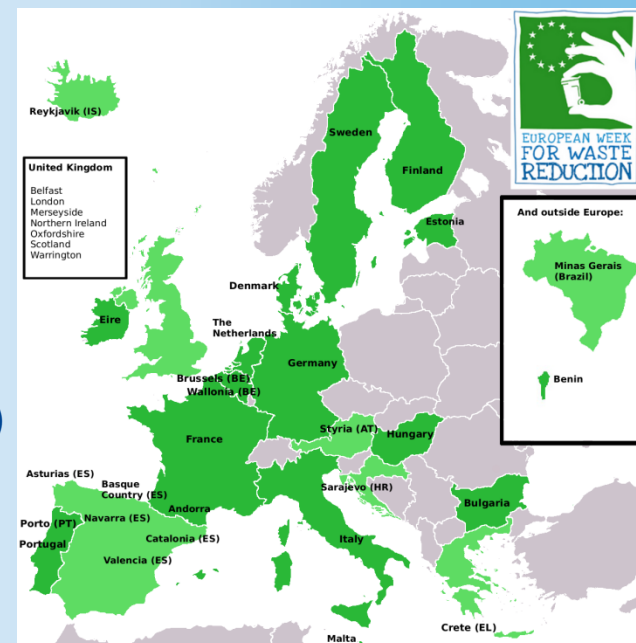 EUROPEAN WEEK
FOR WASTE
REDUCTION
Reykjavik (IS)
United Kingdom
Belfast
London
Merseyside
Northern Ireland
Oxfordshire
Scotland
Warrington
Sweden
Finland
Estonia
And outside Europe:
Minas Gerais
(Brazil)
Benin
Denmark
Eire
The
Netherlands
Germany
Brussels (BE)
Wallonia (BE)
France
Styria (AT)
Hungary
Asturias (ES)
Basque
Country (ES)
Sarajevo (HR)
Andorra
Bulgaria
Porto (PT)
Navarra (ES)
Portugal
Catalonia (ES)
Italy
Valencia (ES)
Crete (EL)
Malta